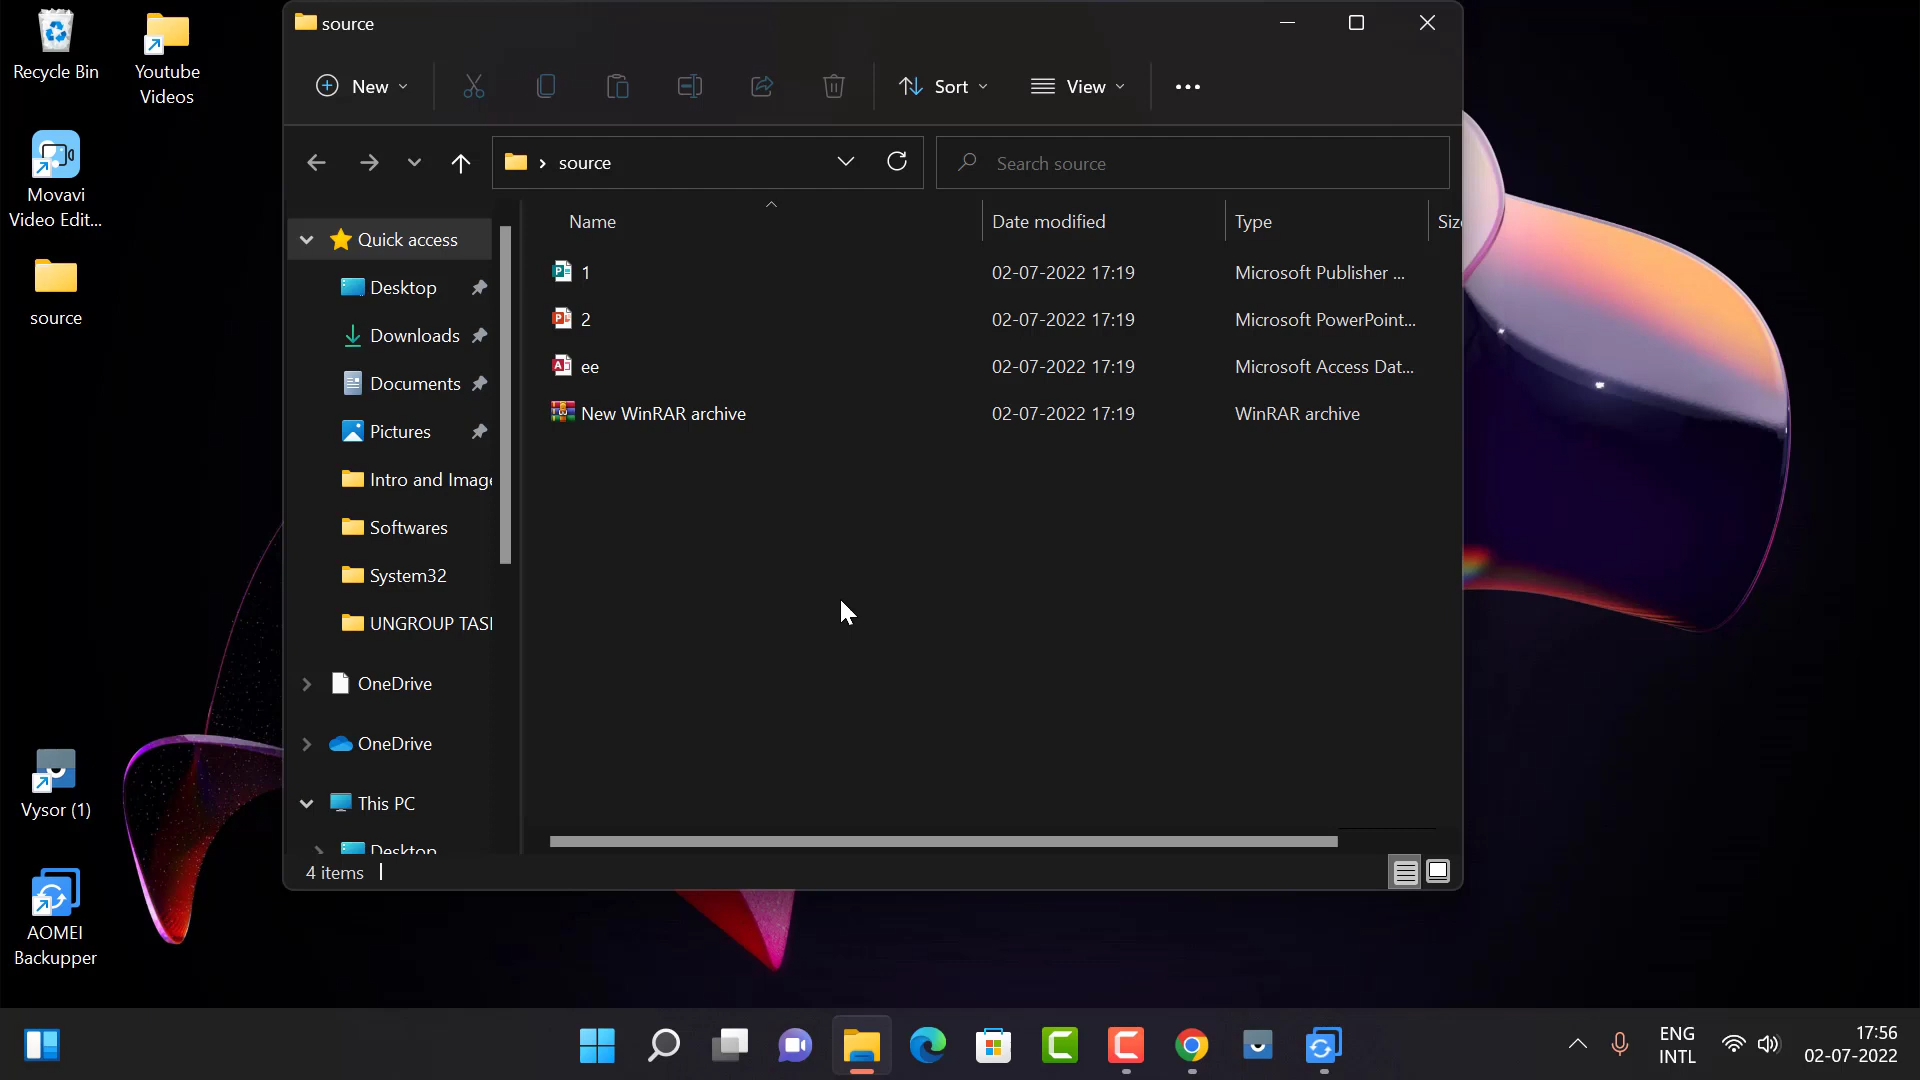 Recycle Bin
Youtube
Videos
Movavi
Video Edit...
source
Vysor (1)
AOMEI
Backupper
source
New
Sort
View
source
Search source
Quick access
Desktop
Downloads
Documents
Pictures
Intro and Image
Softwares
System32
UNGROUP TASI
OneDrive
OneDrive
This PC
Desktop
Name
Date modified
Type
Siz
1
02-07-2022 17:19
Microsoft Publisher ...
2
02-07-2022 17:19
Microsoft PowerPoint...
ee
02-07-2022 17:19
Microsoft Access Dat...
New WinRAR archive
02-07-2022 17:19
WinRAR archive
4 items
ENG
INTL
17:56
02-07-2022